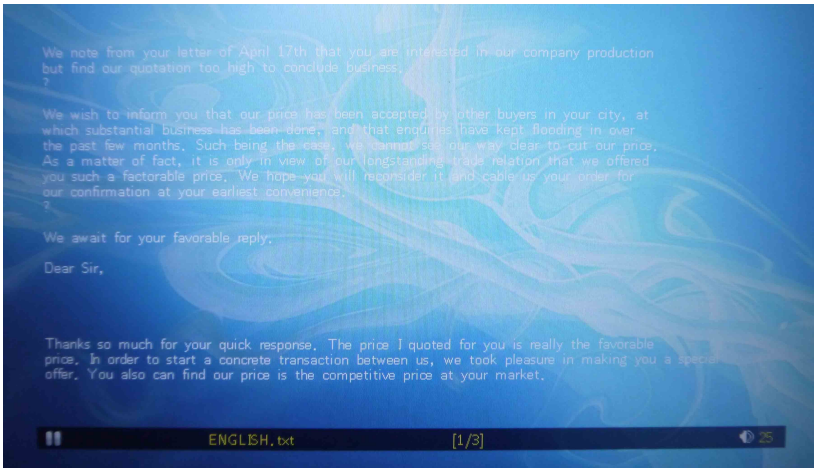 We note from your letter of April 17th that you are interested in our company production
but find our quotation too high to conclude business.
?
We wish to inform you that our price has been accepted by other buyers in your city, at
which substantial business has been done, and that enquiries have kept flooding in over
the past few months. Such being the case, we cannot see our way clear to cut our price.
As a matter of fact, it is only in view of our longstanding trade relation that we offered
you such a factorable price. We hope you will reconsider it and cable us your order for
our confirmation at your earliest convenience.
?
We await for your favorable reply.
Dear Sir,
Thanks so much for your quick response. The price I quoted for you is really the favorable
price. In order to start a concrete transaction between us, we took pleasure in making you a special
offer. You also can find our price is the competitive price at your market.
ENGLISH.txt [1/3] 25